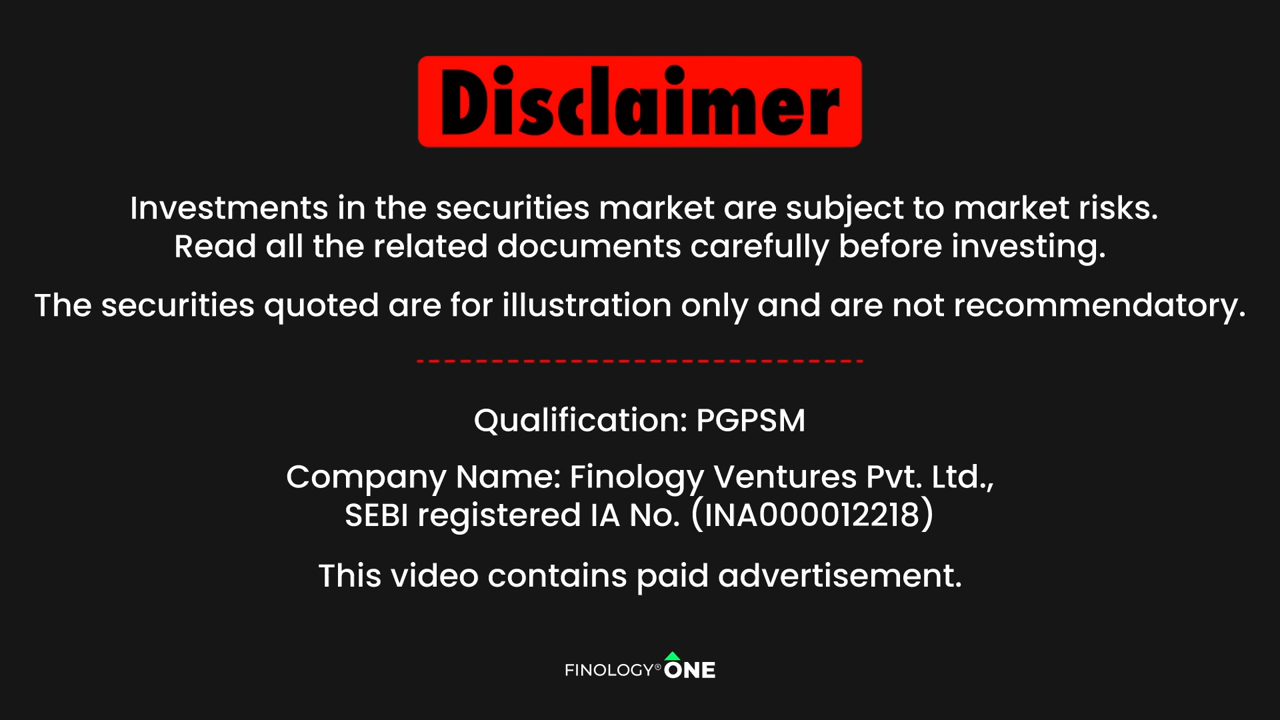 Disclaimer
Investments in the securities market are subject to market risks.
Read all the related documents carefully before investing.
The securities quoted are for illustration only and are not recommendatory.
Qualification: PGPSM
Company Name: Finology Ventures Pvt. Ltd.,
SEBI registered IA No. (INA000012218)
This video contains paid advertisement.
FINOLOGY® ONE